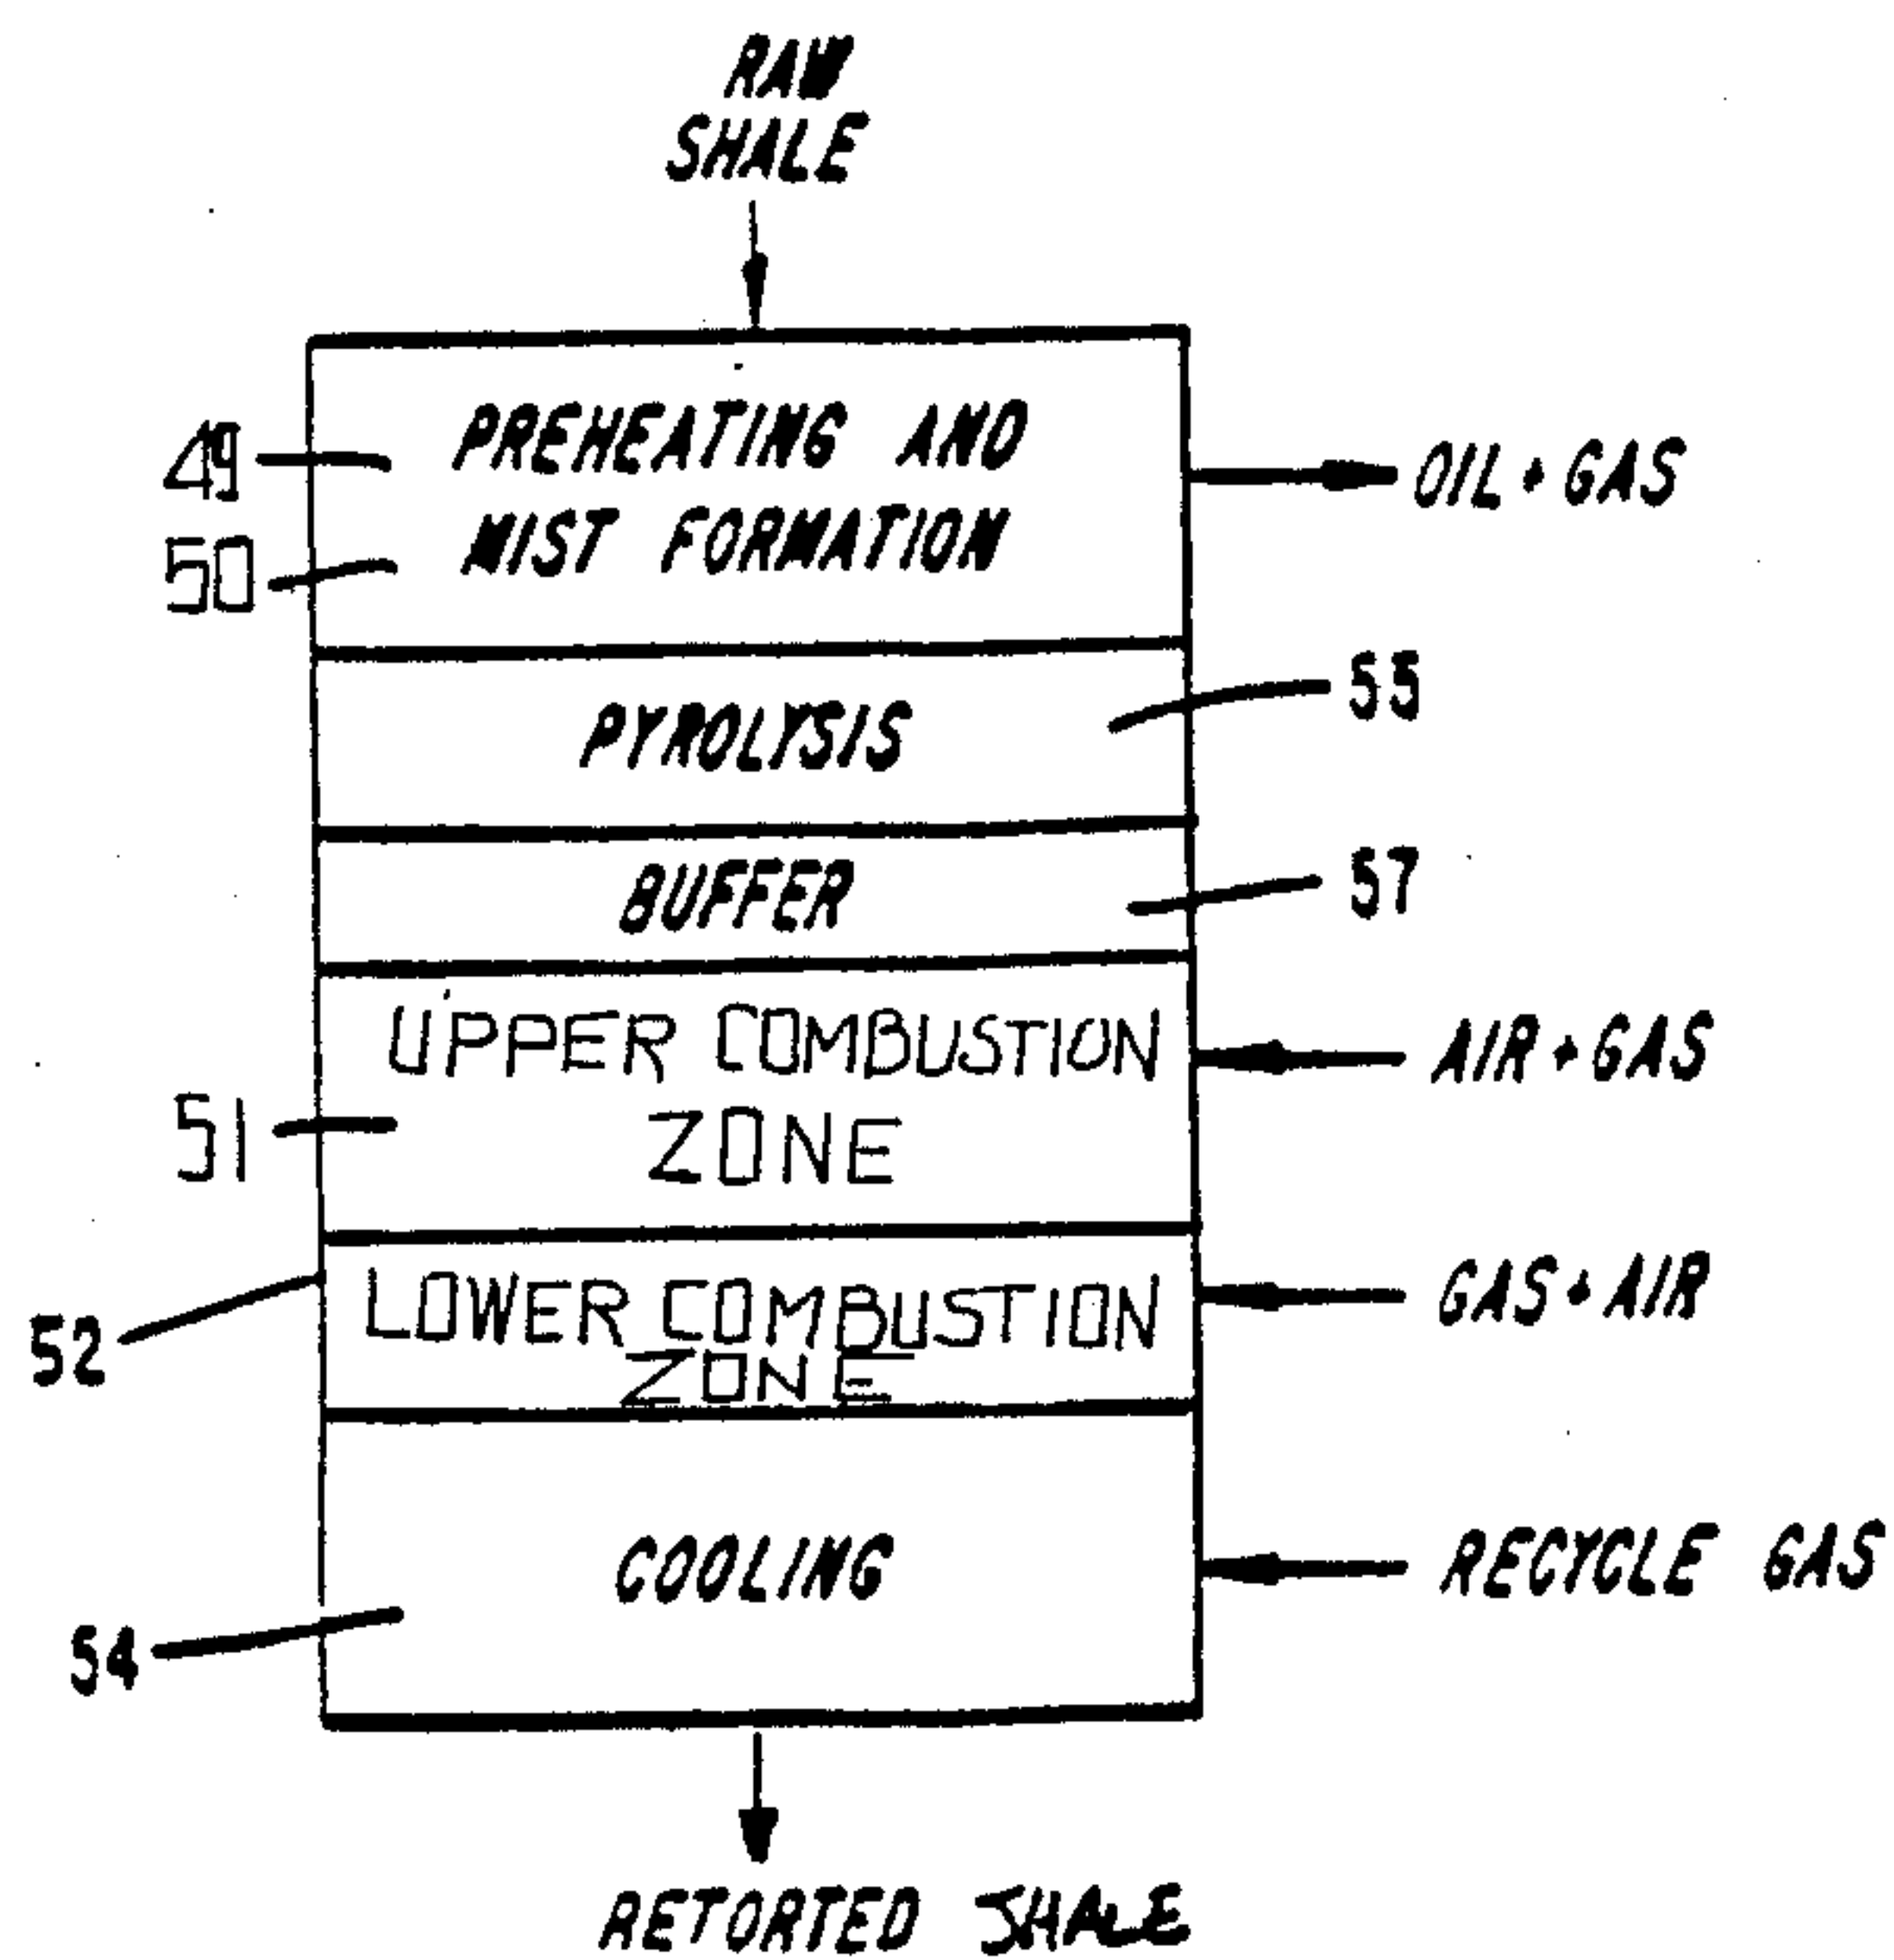 RAW
SHALE
49
PREHEATING AND
OIL + GAS
50
MIST FORMATION
PYROLYSIS
55
BUFFER
57
UPPER COMBUSTION
AIR + GAS
51
ZONE
LOWER COMBUSTION
GAS + AIR
52
ZONE
COOLING
RECYCLE GAS
54
RETORTED SHALE